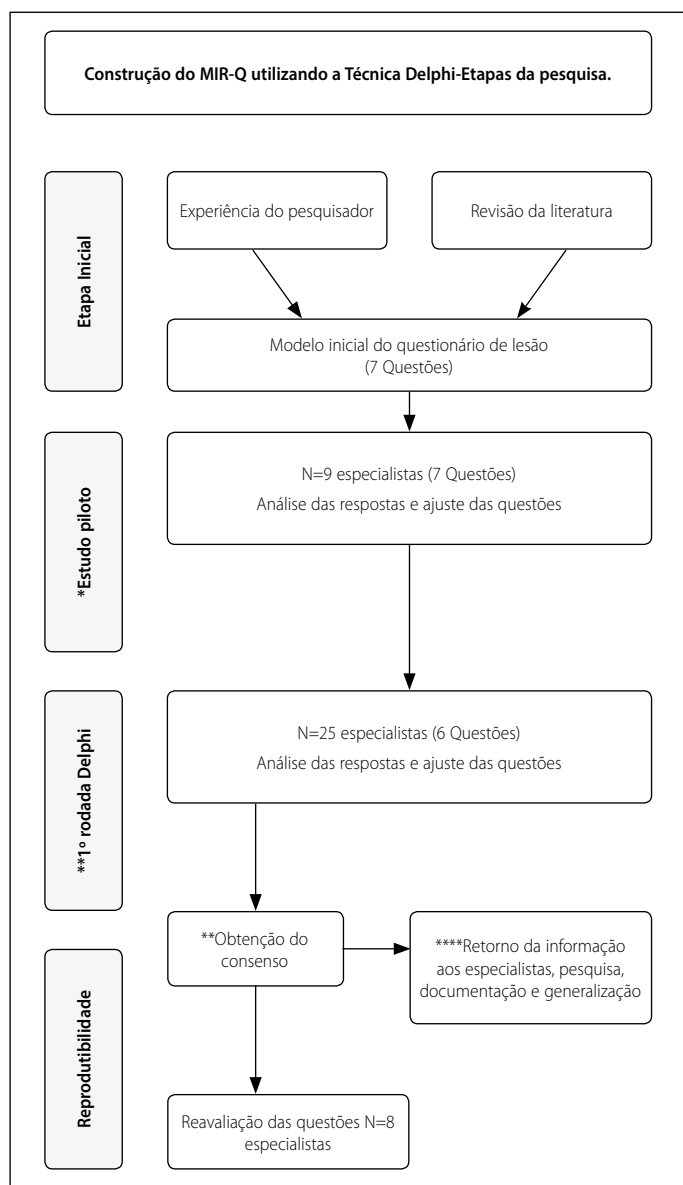 Construção do MIR-Q utilizando a Técnica Delphi-Etapas da pesquisa.
Etapa Inicial
Experiência do pesquisador
Revisão da literatura
Modelo inicial do questionário de lesão
(7 Questões)
*Estudo piloto
N=9 especialistas (7 Questões)
Análise das respostas e ajuste das questões
**1º rodada Delphi
N=25 especialistas (6 Questões)
Análise das respostas e ajuste das questões
Reprodutibilidade
**Obtenção do
consenso
****Retorno da informação
aos especialistas, pesquisa,
documentação e generalização
Reavaliação das questões N=8
especialistas